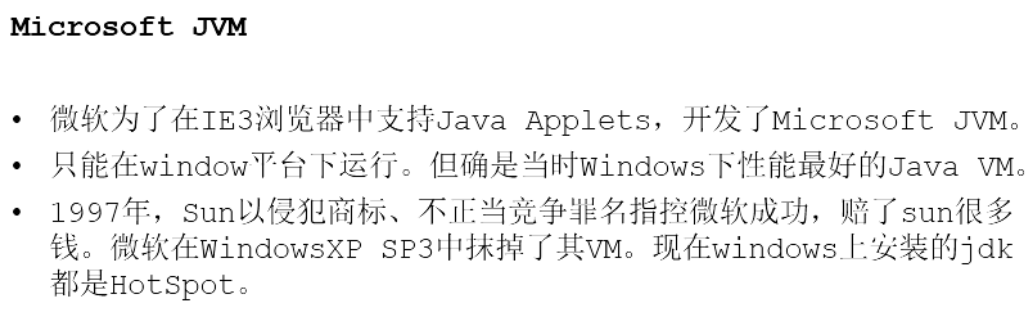 Microsoft JVM
• 微软为了在IE3浏览器中支持Java Applets，开发了Microsoft JVM。
• 只能在window平台下运行。但确是当时Windows下性能最好的Java VM。
• 1997年，Sun以侵犯商标、不正当竞争罪名指控微软成功，赔了sun很多
钱。微软在WindowsXP SP3中抹掉了其VM。现在windows上安装的jdk
都是HotSpot。